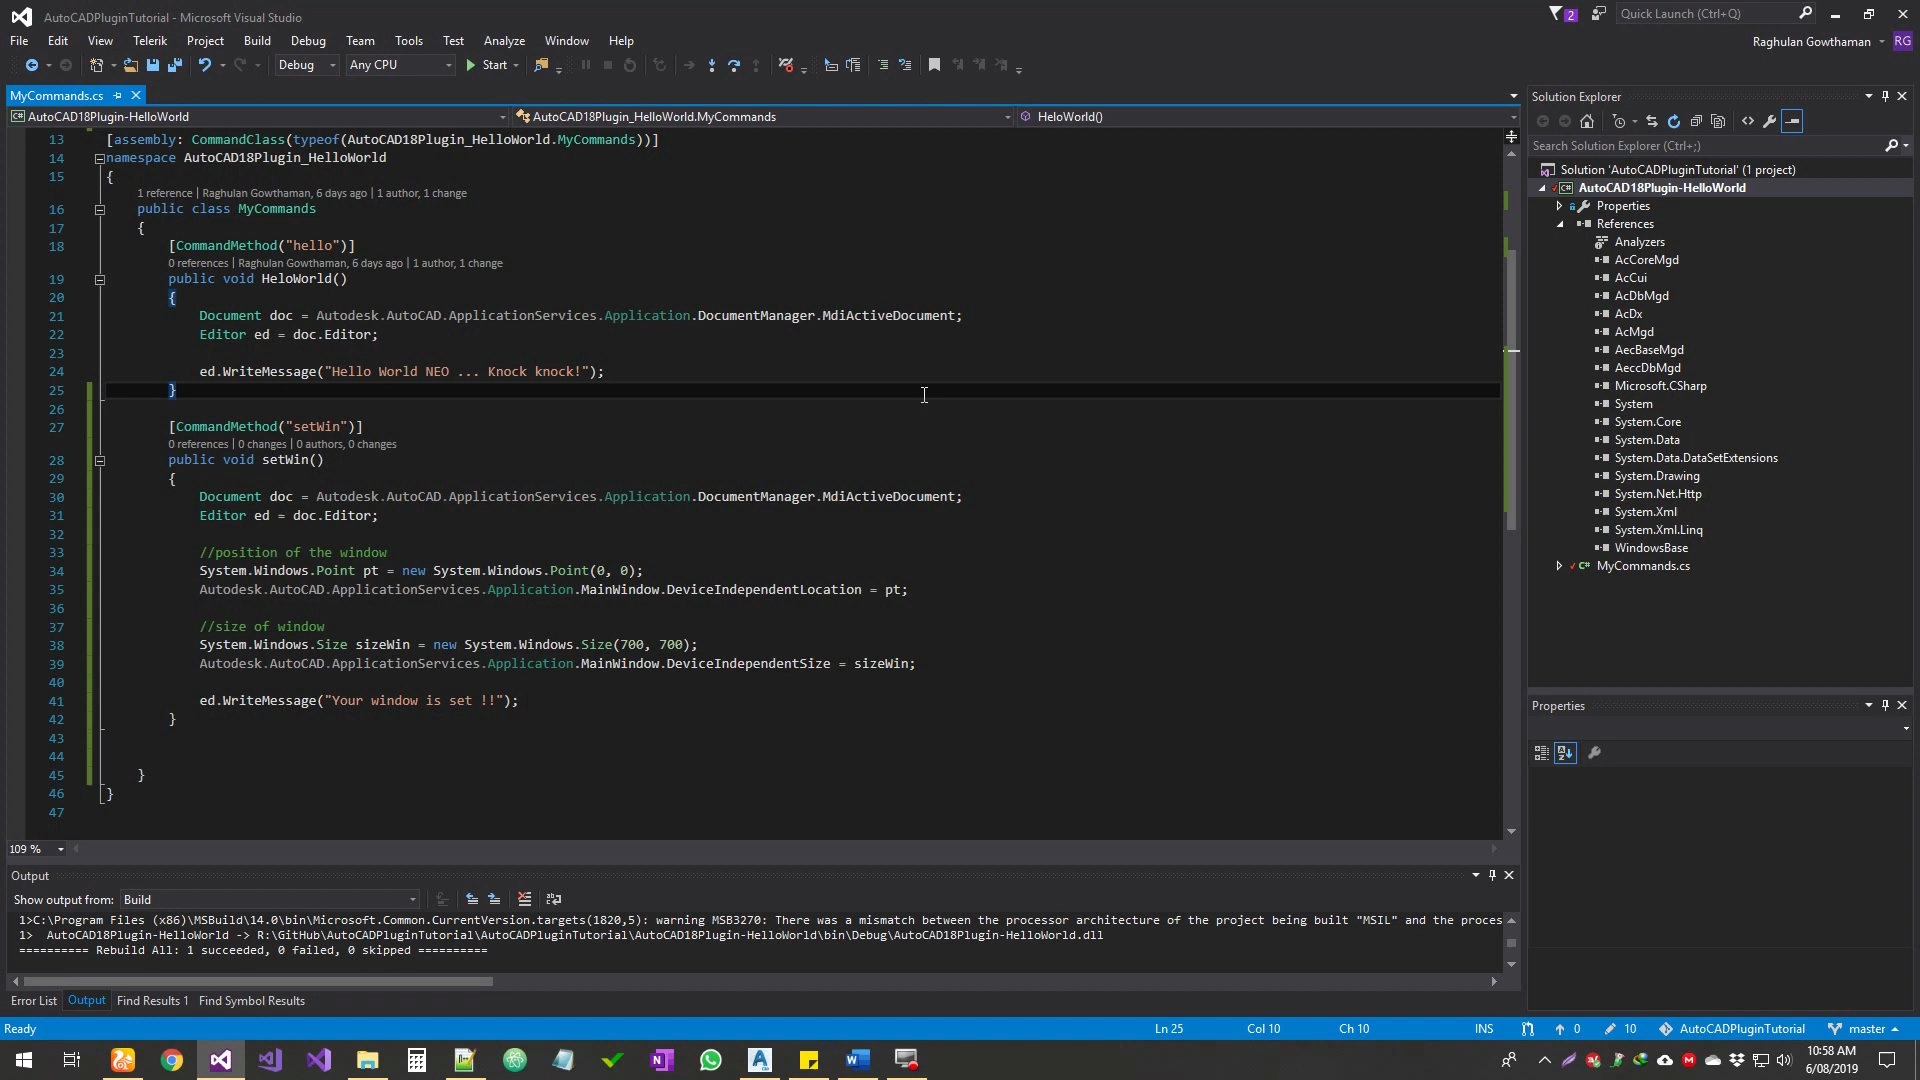 AutoCADPluginTutorial - Microsoft Visual Studio
2
Quick Launch (Ctrl+Q)
File Edit View Telerik Project Build Debug Team Tools Test Analyze Window Help
Raghulan Gowthaman
RG
Debug
Any CPU
Start
MyCommands.cs
AutoCAD18Plugin-HelloWorld
AutoCAD18Plugin_HelloWorld.MyCommands
HeloWorld()
13 [assembly: CommandClass(typeof(AutoCAD18Plugin_HelloWorld.MyCommands))]
14 namespace AutoCAD18Plugin_HelloWorld
15 {
1 reference | Raghulan Gowthaman, 6 days ago | 1 author, 1 change
16 public class MyCommands
17 {
18 [CommandMethod("hello")]
0 references | Raghulan Gowthaman, 6 days ago | 1 author, 1 change
19 public void HeloWorld()
20 {
21 Document doc = Autodesk.AutoCAD.ApplicationServices.Application.DocumentManager.MdiActiveDocument;
22 Editor ed = doc.Editor;
23
24 ed.WriteMessage("Hello World NEO ... Knock knock!");
25 }
26
27 [CommandMethod("setWin")]
0 references | 0 changes | 0 authors, 0 changes
28 public void setWin()
29 {
30 Document doc = Autodesk.AutoCAD.ApplicationServices.Application.DocumentManager.MdiActiveDocument;
31 Editor ed = doc.Editor;
32
33 //position of the window
34 System.Windows.Point pt = new System.Windows.Point(0, 0);
35 Autodesk.AutoCAD.ApplicationServices.Application.MainWindow.DeviceIndependentLocation = pt;
36
37 //size of window
38 System.Windows.Size sizeWin = new System.Windows.Size(700, 700);
39 Autodesk.AutoCAD.ApplicationServices.Application.MainWindow.DeviceIndependentSize = sizeWin;
40
41 ed.WriteMessage("Your window is set !!");
42 }
43
44
45 }
46 }
47
109 %
Solution Explorer
Search Solution Explorer (Ctrl+;)
Solution 'AutoCADPluginTutorial' (1 project)
AutoCAD18Plugin-HelloWorld
Properties
References
Analyzers
AcCoreMgd
AcCui
AcDbMgd
AcDx
AcMgd
AecBaseMgd
AeccDbMgd
Microsoft.CSharp
System
System.Core
System.Data
System.Data.DataSetExtensions
System.Drawing
System.Net.Http
System.Xml
System.Xml.Linq
WindowsBase
MyCommands.cs
Properties
Output
Show output from: Build
1>C:\Program Files (x86)\MSBuild\14.0\bin\Microsoft.Common.CurrentVersion.targets(1820,5): warning MSB3270: There was a mismatch between the processor architecture of the project being built "MSIL" and the proces
1> AutoCAD18Plugin-HelloWorld -> R:\GitHub\AutoCADPluginTutorial\AutoCADPluginTutorial\AutoCAD18Plugin-HelloWorld\bin\Debug\AutoCAD18Plugin-HelloWorld.dll
========== Rebuild All: 1 succeeded, 0 failed, 0 skipped ==========
Error List Output Find Results 1 Find Symbol Results
Ready Ln 25 Col 10 Ch 10 INS 0 10 AutoCADPluginTutorial master
10:58 AM
6/08/2019